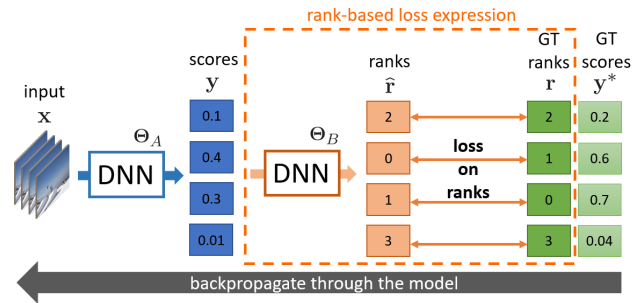 rank-based loss expression
input
x
Θ_A
DNN
scores
y
0.1
0.4
0.3
0.01
Θ_B
DNN
ranks
r̂
2
0
1
3
loss
on
ranks
GT
ranks
r
2
1
0
3
GT
scores
y*
0.2
0.6
0.7
0.04
backpropagate through the model